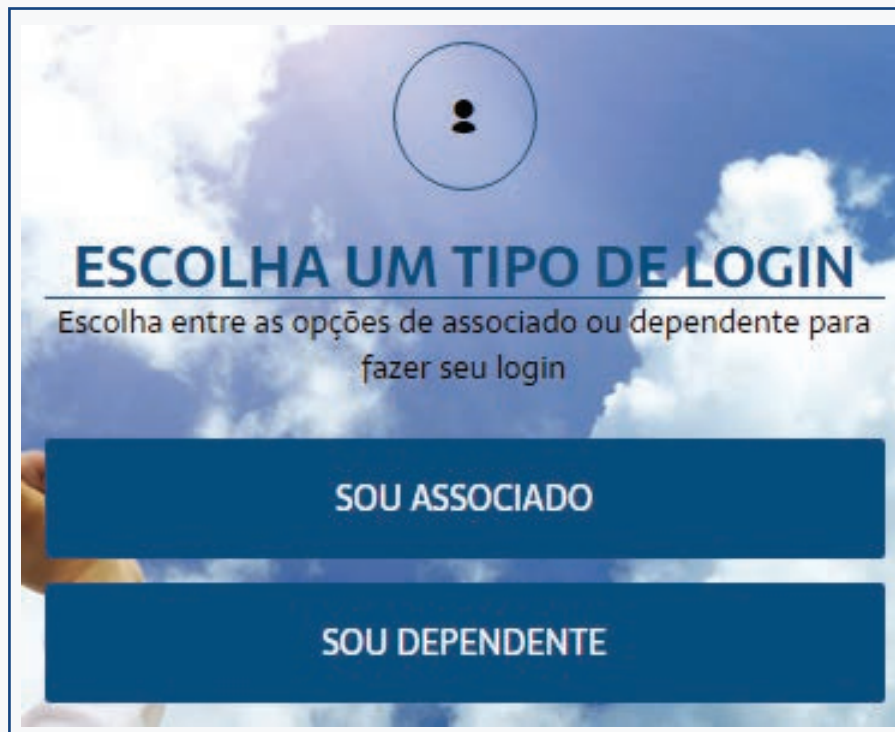 ESCOLHA UM TIPO DE LOGIN
Escolha entre as opções de associado ou dependente para
fazer seu login
SOU ASSOCIADO
SOU DEPENDENTE